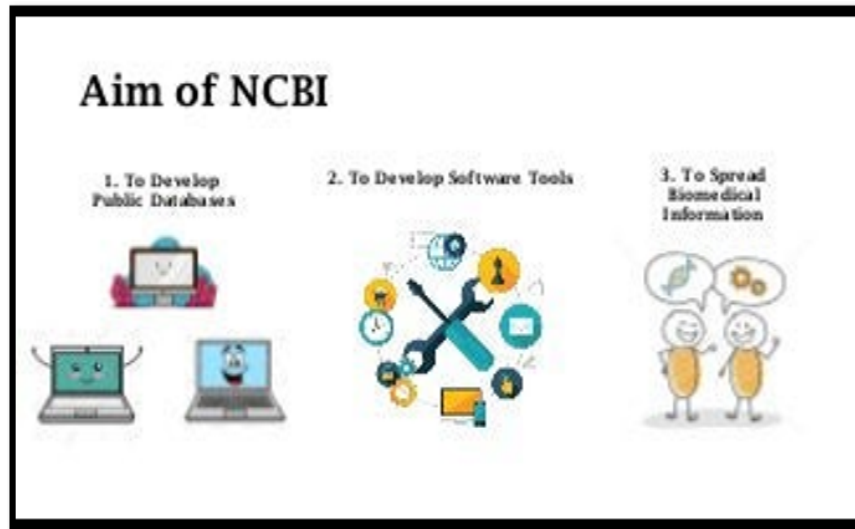 Aim of NCBI
1. To Develop
Public Databases
2. To Develop Software Tools
3. To Spread
Biomedical
Information